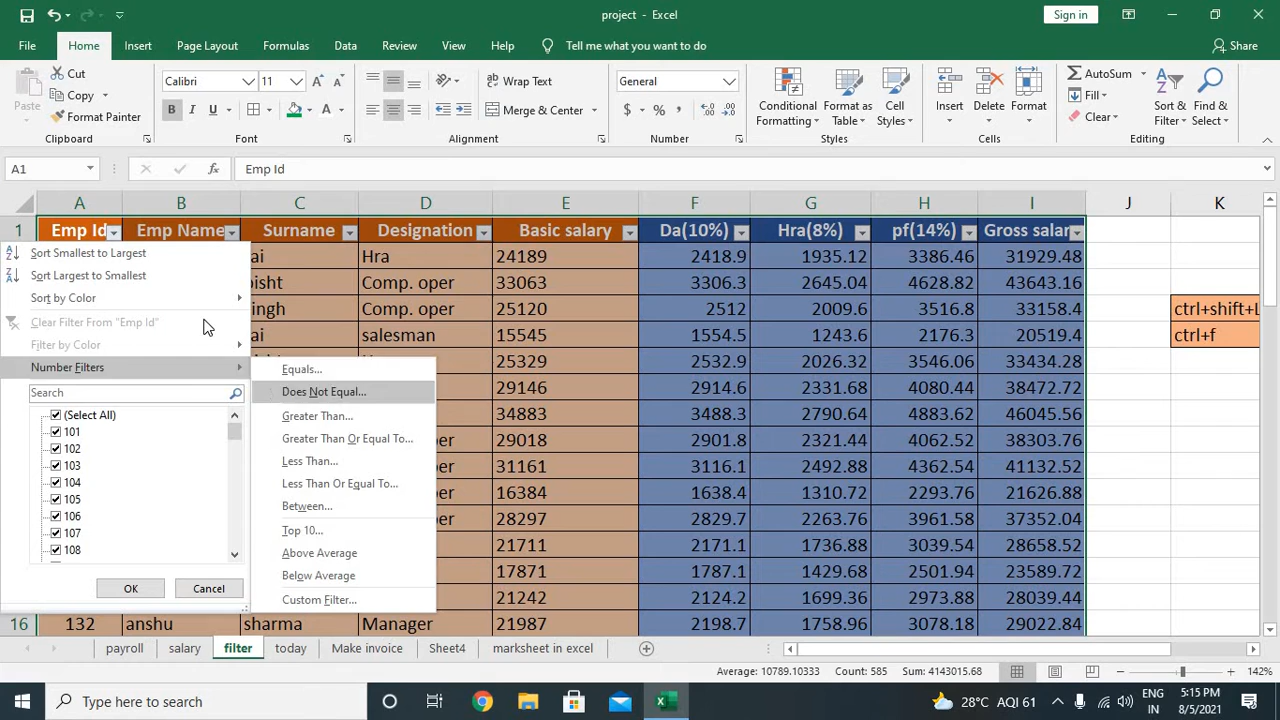 project - Excel
Sign in
File Home Insert Page Layout Formulas Data Review View Help Tell me what you want to do Share
Paste
Cut
Copy
Format Painter
Clipboard
Calibri 11
B I U A
Font
Wrap Text
Merge & Center
Alignment
General
$ % ,
Number
Conditional Formatting
Format as Table
Cell Styles
Styles
Insert Delete Format
Cells
AutoSum
Fill
Clear
Sort & Filter
Find & Select
Editing
A1 fx Emp Id
A B C D E F G H I J K
1 Emp Id Emp Name Surname Designation Basic salary Da(10%) Hra(8%) pf(14%) Gross salar
Hra 24189 2418.9 1935.12 3386.46 31929.48
Comp. oper 33063 2645.04 4628.82 43643.16
Comp. oper 25120 2512 2009.6 3516.8 33158.4 ctrl+shift+L
salesman 15545 1554.5 1243.6 2176.3 20519.4 ctrl+f
25329 2532.9 2026.32 3546.06 33434.28
29146 2914.6 2331.68 4080.44 38472.72
34883 3488.3 2790.64 4883.62 46045.56
29018 2901.8 2321.44 4062.52 38303.76
31161 3116.1 2492.88 4362.54 41132.52
16384 1638.4 1310.72 2293.76 21626.88
28297 2829.7 2263.76 3961.58 37352.04
21711 2171.1 1736.88 3039.54 28658.52
17871 1787.1 1429.68 2501.94 23589.72
21242 2124.2 1699.36 2973.88 28039.44
16 132 anshu sharma Manager 21987 2198.7 1758.96 3078.18 29022.84
Sort Smallest to Largest
Sort Largest to Smallest
Sort by Color
Clear Filter From "Emp Id"
Filter by Color
Number Filters
Search
(Select All)
101
102
103
104
105
106
107
108
OK Cancel
Equals...
Does Not Equal...
Greater Than...
Greater Than Or Equal To...
Less Than...
Less Than Or Equal To...
Between...
Top 10...
Above Average
Below Average
Custom Filter...
payroll salary filter today Make invoice Sheet4 marksheet in excel
Average: 10789.10333 Count: 585 Sum: 4143015.68 142%
Type here to search
28°C AQI 61
ENG
IN
5:15 PM
8/5/2021